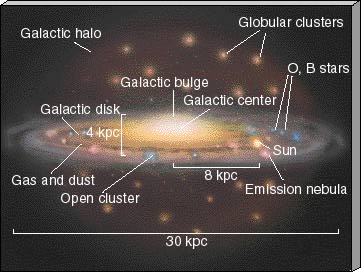 Globular clusters
Galactic halo
O, B stars
Galactic bulge
Galactic center
Galactic disk
4 kpc
Sun
Gas and dust
8 kpc
Emission nebula
Open cluster
30 kpc